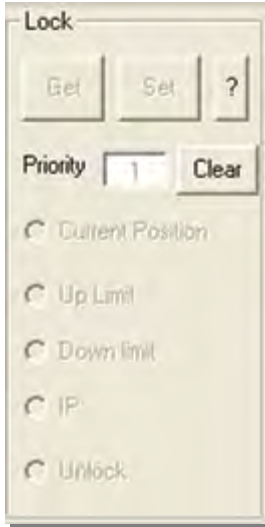 Lock
Get Set ?
Priority 1 Clear
Current Position
Up Limit
Down limit
IP
Unlock